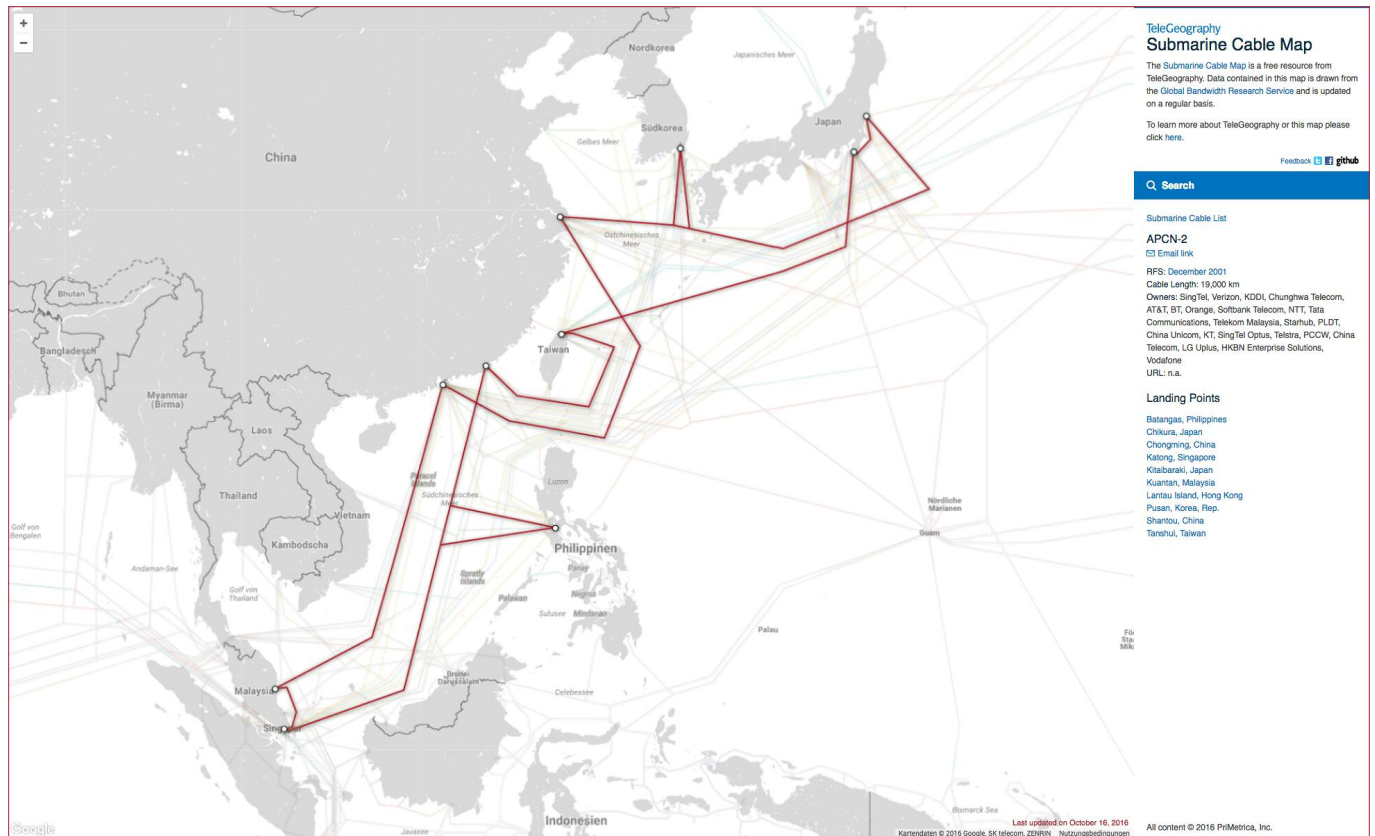 +
−
Nordkorea
Japanisches Meer
Südkorea
Japan
Gelbes Meer
China
Ostchinesisches
Meer
Bhutan
Taiwan
Bangladesch
Myanmar
(Birma)
Laos
Paracel
Islands
Luzon
Thailand
Südchinesisches
Meer
Vietnam
Nördliche
Marianen
Golf von
Bengalen
Guam
Kambodscha
Philippinen
Andaman-See
Spratly
Islands
Panay
Golf von
Thailand
Negros
Palawan
Sulusee
Mindanao
Palau
Malaysia
Brunei
Darussalam
Celebessee
Indonesien
Javasee
Bismarck Sea
Google
Last updated on October 16, 2016
Kartendaten © 2016 Google, SK telecom, ZENRIN Nutzungsbedingungen
TeleGeography
Submarine Cable Map
The Submarine Cable Map is a free resource from
TeleGeography. Data contained in this map is drawn from
the Global Bandwidth Research Service and is updated
on a regular basis.
To learn more about TeleGeography or this map please
click here.
Feedback github
Search
Submarine Cable List
APCN-2
Email link
RFS: December 2001
Cable Length: 19,000 km
Owners: SingTel, Verizon, KDDI, Chunghwa Telecom,
AT&T, BT, Orange, Softbank Telecom, NTT, Tata
Communications, Telekom Malaysia, Starhub, PLDT,
China Unicom, KT, SingTel Optus, Telstra, PCCW, China
Telecom, LG Uplus, HKBN Enterprise Solutions,
Vodafone
URL: n.a.
Landing Points
Batangas, Philippines
Chikura, Japan
Chongming, China
Katong, Singapore
Kitaibaraki, Japan
Kuantan, Malaysia
Lantau Island, Hong Kong
Pusan, Korea, Rep.
Shantou, China
Tanshui, Taiwan
All content © 2016 PriMetrica, Inc.